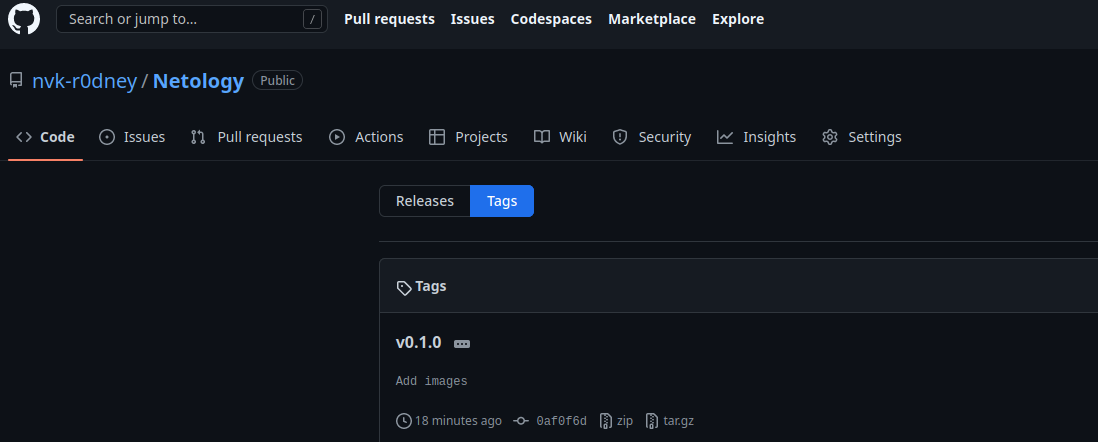 Search or jump to... / Pull requests Issues Codespaces Marketplace Explore
nvk-r0dney / Netology Public
Code Issues Pull requests Actions Projects Wiki Security Insights Settings
Releases Tags
Tags
v0.1.0
Add images
18 minutes ago 0af0f6d zip tar.gz